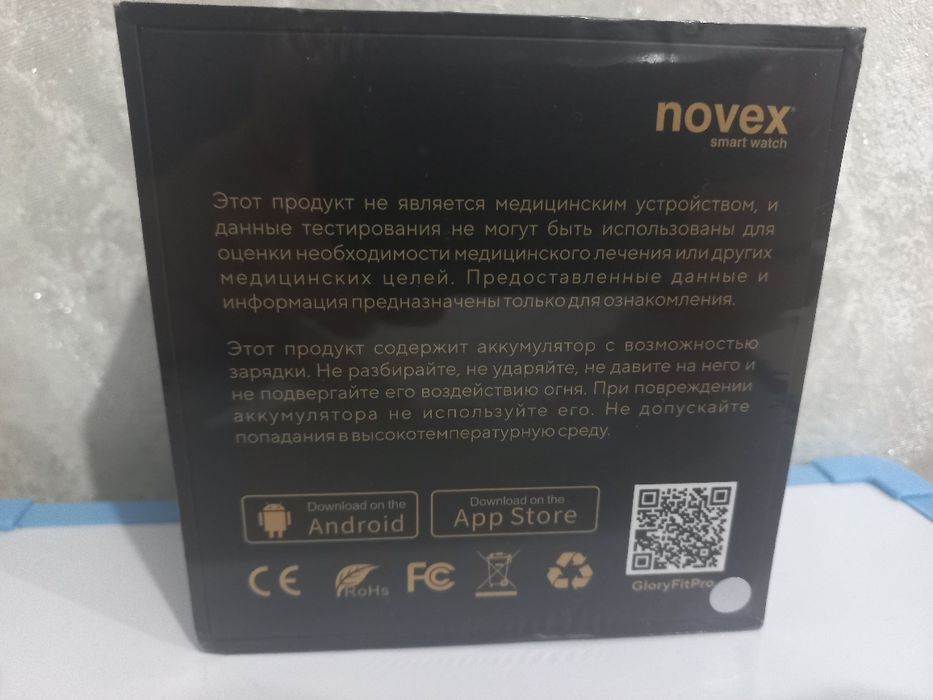 novex
smart watch
Этот продукт не является медицинским устройством, и
данные тестирования не могут быть использованы для
оценки необходимости медицинского лечения или других
медицинских целей. Предоставленные данные и
информация предназначены только для ознакомления.
Этот продукт содержит аккумулятор с возможностью
зарядки. Не разбирайте, не ударяйте, не давите на него и
не подвергайте его воздействию огня. При повреждении
аккумулятора не используйте его. Не допускайте
попадания в высокотемпературную среду.
Download on the
Android
Download on the
App Store
CE
RoHs
FC
GloryFitPro